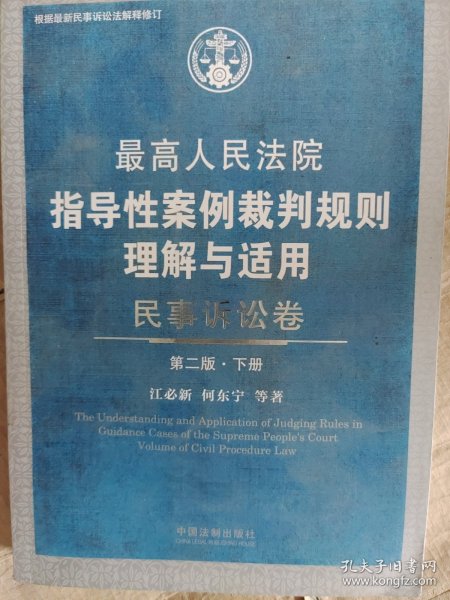 根据最新民事诉讼法解释修订
最高人民法院
指导性案例裁判规则
理解与适用
民事诉讼卷
第二版·下册
江必新 何东宁 等著
The Understanding and Application of Judging Rules in
Guidance Cases of the Supreme People's Court
Volume of Civil Procedure Law
中国法制出版社
CHINA LEGAL PUBLISHING HOUSE
孔夫子旧书网
www.kongfz.com